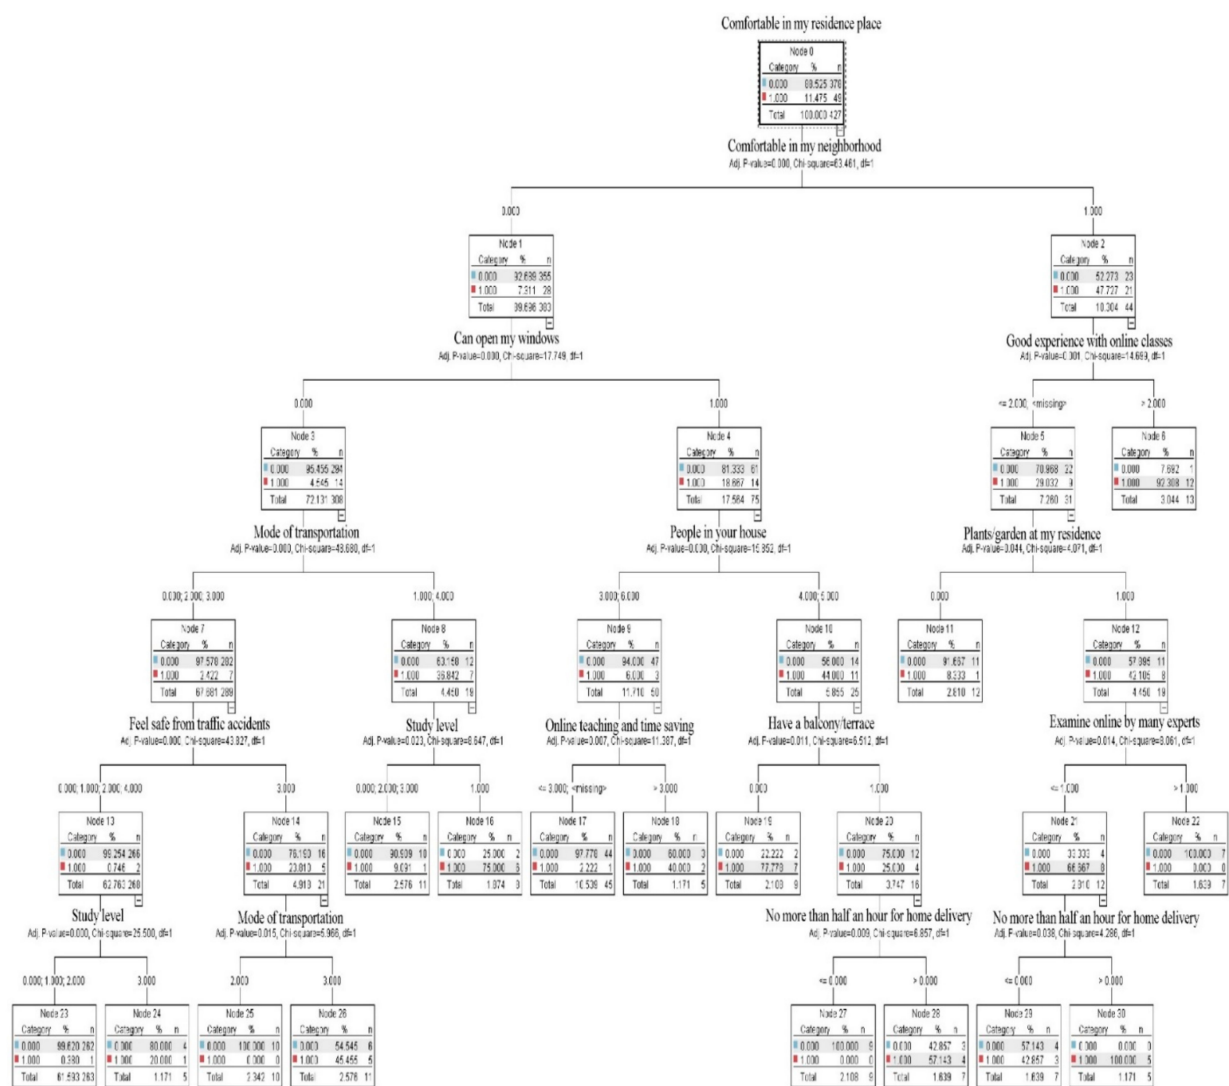 Comfortable in my residence place
Node 0
Category % n
0.000 88.525 378
1.000 11.475 49
Total 100.000 427
Comfortable in my neighborhood
Adj. P-value=0.000, Chi-square=63.461, df=1
0.000
1.000
Node 1
Category % n
0.000 92.689 355
1.000 7.311 28
Total 89.696 383
Node 2
Category % n
0.000 52.273 23
1.000 47.727 21
Total 10.304 44
Can open my windows
Adj. P-value=0.000, Chi-square=17.749, df=1
Good experience with online classes
Adj. P-value=0.001, df=1
0.000
1.000
<= 2.000; <missing>
> 2.000
Node 3
Category % n
0.000 95.455 294
1.000 4.545 14
Total 72.131 308
Node 4
Category % n
0.000 81.333 61
1.000 18.667 14
Total 17.564 75
Node 5
Category % n
0.000 70.968 22
1.000 29.032 9
Total 7.260 31
Node 6
Category % n
0.000 7.692 1
1.000 92.308 12
Total 3.044 13
Mode of transportation
Adj. P-value=0.000, df=1
People in your house
Adj. P-value=0.000, Chi-square=15.852, df=1
Plants/garden at my residence
Adj. P-value=0.044, Chi-square=4.071, df=1
0.000; 2.000; 3.000
1.000; 4.000
3.000; 6.000
4.000; 5.000
0.000
1.000
Node 7
Category % n
0.000 97.578 282
1.000 2.422 7
Total 67.681 289
Node 8
Category % n
0.000 63.158 12
1.000 36.842 7
Total 4.450 19
Node 9
Category % n
0.000 94.000 47
1.000 6.000 3
Total 11.710 50
Node 10
Category % n
0.000 56.000 14
1.000 44.000 11
Total 5.855 25
Node 11
Category % n
0.000 91.667 11
1.000 8.333 1
Total 2.810 12
Node 12
Category % n
0.000 57.895 11
1.000 42.105 8
Total 4.450 19
Feel safe from traffic accidents
Adj. P-value=0.000, Chi-square=43.827, df=1
Study level
Adj. P-value=0.023, Chi-square=8.647, df=1
Online teaching and time saving
Adj. P-value=0.007, Chi-square=11.387, df=1
Have a balcony/terrace
Adj. P-value=0.011, Chi-square=6.512, df=1
Examine online by many experts
Adj. P-value=0.014, df=1
0.000; 1.000; 2.000; 4.000
3.000
0.000; 2.000; 3.000
1.000
<= 3.000; <missing>
> 3.000
0.000
1.000
<= 1.000
> 1.000
Node 13
Category % n
0.000 99.254 266
1.000 0.746 2
Total 62.763 268
Node 14
Category % n
0.000 76.190 16
1.000 23.810 5
Total 4.918 21
Node 15
Category % n
0.000 90.909 10
1.000 9.091 1
Total 2.576 11
Node 16
Category % n
0.000 25.000 2
1.000 75.000 6
Total 1.874 8
Node 17
Category % n
0.000 97.778 44
1.000 2.222 1
Total 10.539 45
Node 18
Category % n
0.000 60.000 3
1.000 40.000 2
Total 1.171 5
Node 19
Category % n
0.000 22.222 2
1.000 77.778 7
Total 2.108 9
Node 20
Category % n
0.000 75.000 12
1.000 25.000 4
Total 3.747 16
Node 21
Category % n
0.000 33.333 4
1.000 66.667 8
Total 2.810 12
Node 22
Category % n
0.000 100.000 7
1.000 0.000 0
Total 1.639 7
Study level
Adj. P-value=0.000, Chi-square=25.500, df=1
Mode of transportation
Adj. P-value=0.015, Chi-square=5.966, df=1
No more than half an hour for home delivery
Adj. P-value=0.009, Chi-square=6.857, df=1
No more than half an hour for home delivery
Adj. P-value=0.038, Chi-square=4.286, df=1
0.000; 1.000; 2.000
3.000
2.000
3.000
<= 0.000
> 0.000
<= 0.000
> 0.000
Node 23
Category % n
0.000 99.620 262
1.000 0.380 1
Total 61.593 263
Node 24
Category % n
0.000 80.000 4
1.000 20.000 1
Total 1.171 5
Node 25
Category % n
0.000 100.000 10
1.000 0.000 0
Total 2.342 10
Node 26
Category % n
0.000 54.545 6
1.000 45.455 5
Total 2.576 11
Node 27
Category % n
0.000 100.000 9
1.000 0.000 0
Total 2.108 9
Node 28
Category % n
0.000 42.857 3
1.000 57.143 4
Total 1.639 7
Node 29
Category % n
0.000 57.143 4
1.000 42.857 3
Total 1.639 7
Node 30
Category % n
0.000 0.000 0
1.000 100.000 5
Total 1.171 5